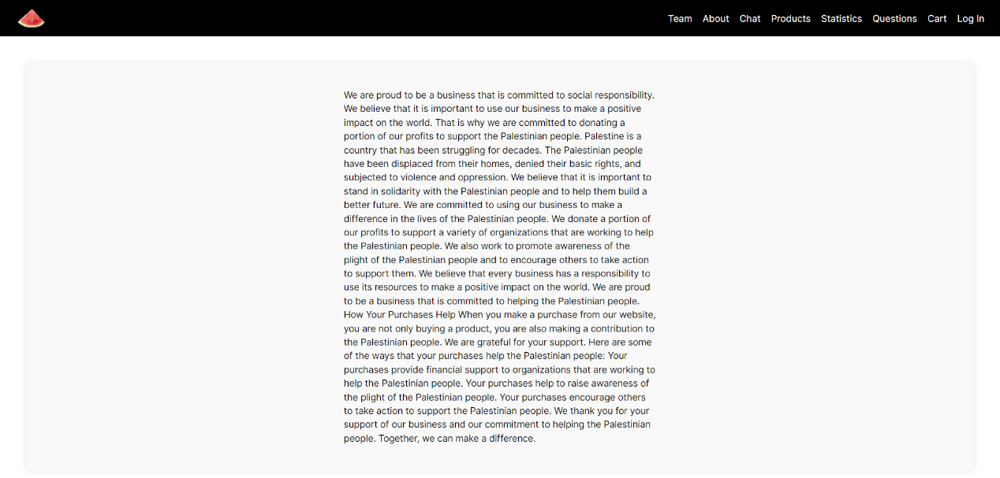 Team About Chat Products Statistics Questions Cart Log In
We are proud to be a business that is committed to social responsibility.
We believe that it is important to use our business to make a positive
impact on the world. That is why we are committed to donating a
portion of our profits to support the Palestinian people. Palestine is a
country that has been struggling for decades. The Palestinian people
have been displaced from their homes, denied their basic rights, and
subjected to violence and oppression. We believe that it is important to
stand in solidarity with the Palestinian people and to help them build a
better future. We are committed to using our business to make a
difference in the lives of the Palestinian people. We donate a portion of
our profits to support a variety of organizations that are working to help
the Palestinian people. We also work to promote awareness of the
plight of the Palestinian people and to encourage others to take action
to support them. We believe that every business has a responsibility to
use its resources to make a positive impact on the world. We are proud
to be a business that is committed to helping the Palestinian people.
How Your Purchases Help When you make a purchase from our website,
you are not only buying a product, you are also making a contribution to
the Palestinian people. We are grateful for your support. Here are some
of the ways that your purchases help the Palestinian people: Your
purchases provide financial support to organizations that are working to
help the Palestinian people. Your purchases help to raise awareness of
the plight of the Palestinian people. Your purchases encourage others
to take action to support the Palestinian people. We thank you for your
support of our business and our commitment to helping the Palestinian
people. Together, we can make a difference.